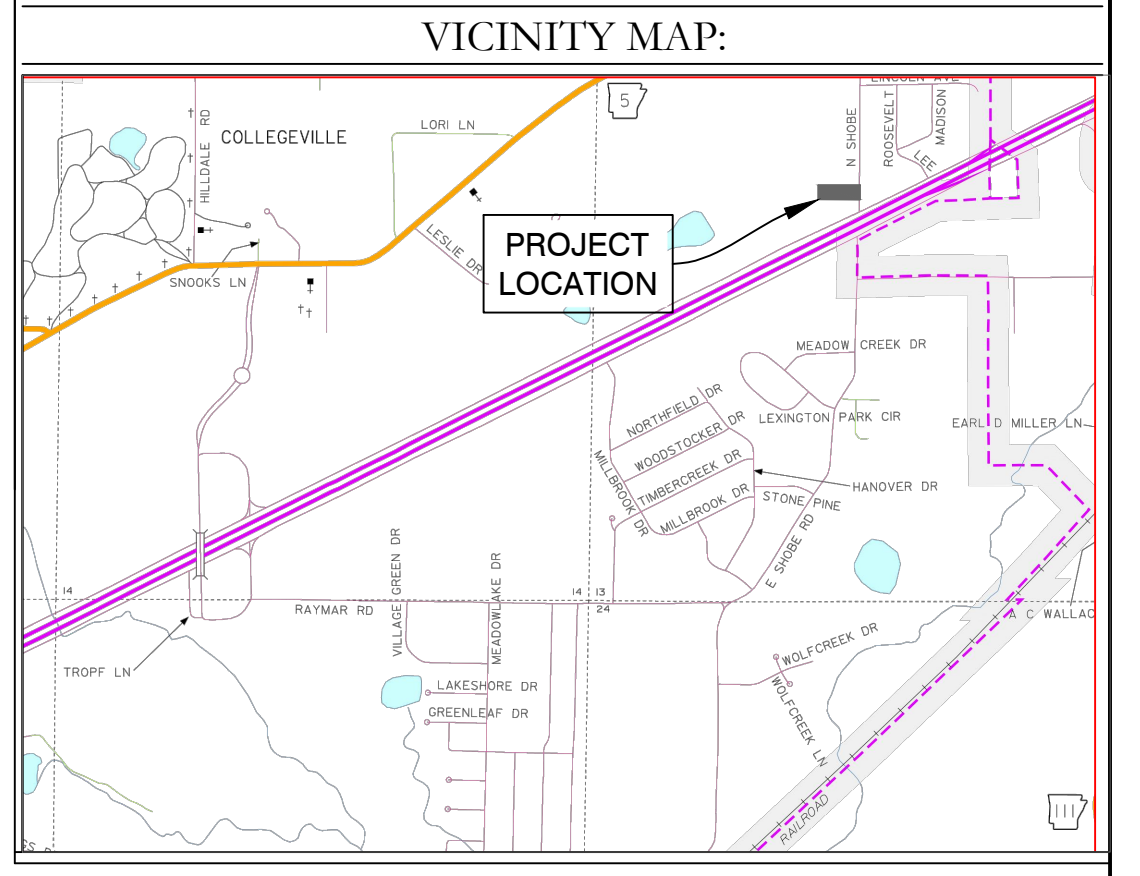 VICINITY MAP:
LINCOLN AVE
5
LORI LN
COLLEGEVILLE
HILLDALE RD
N SHOBE
ROOSEVELT
MADISON
LEE
PROJECT
LOCATION
LESLIE DR
SNOOKS LN
MEADOW CREEK DR
NORTHFIELD DR
LEXINGTON PARK CIR
EARL D MILLER LN
WOODSTOCKER DR
TIMBERCREEK DR
MILLBROOK DR
MILLBROOK DR
HANOVER DR
STONE PINE
E SHOBE RD
VILLAGE GREEN DR
MEADOWLAKE DR
14
14
13
24
RAYMAR RD
A C WALLAC
TROPF LN
WOLFCREEK DR
WOLFCREEK LN
LAKESHORE DR
GREENLEAF DR
RAILROAD
111